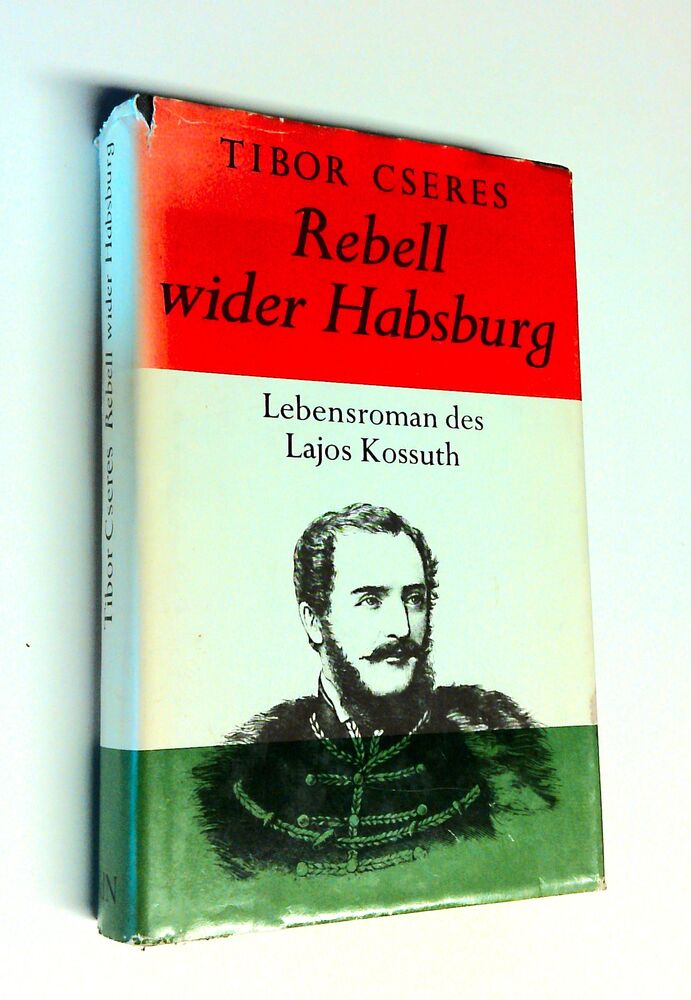 TIBOR CSERES
Rebell
wider Habsburg
Lebensroman des
Lajos Kossuth
Tibor Cseres Rebell wider Habsburg